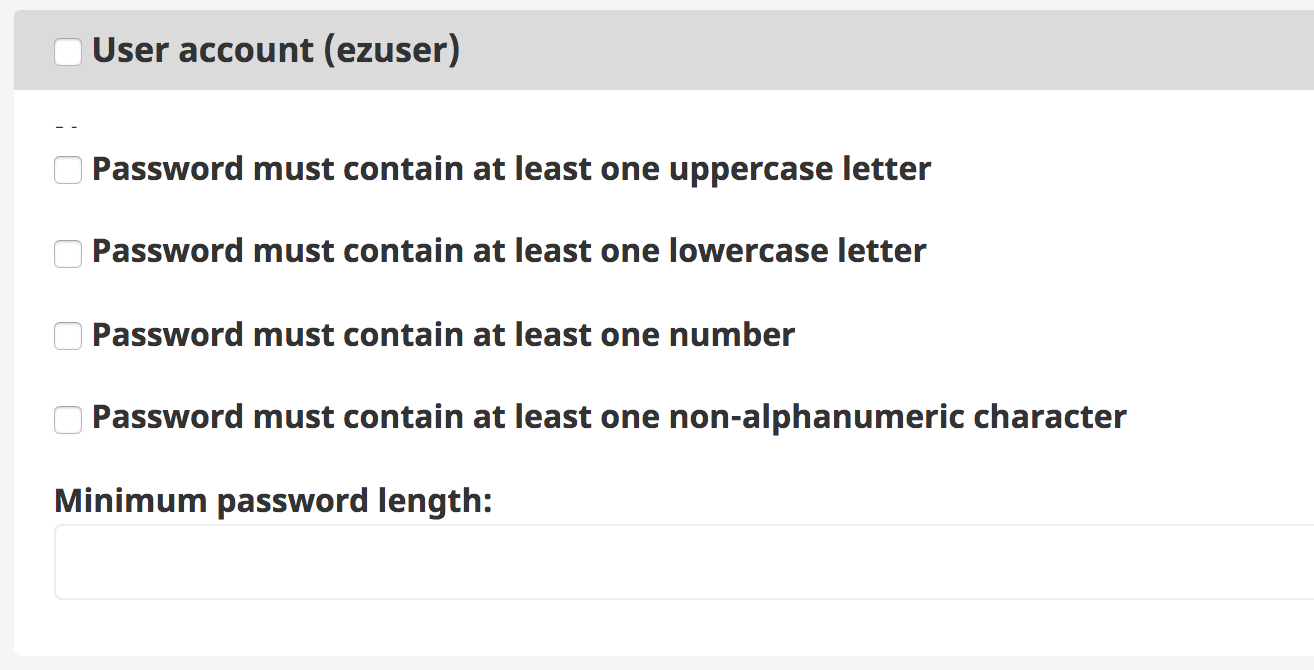 User account (ezuser)
- -
Password must contain at least one uppercase letter
Password must contain at least one lowercase letter
Password must contain at least one number
Password must contain at least one non-alphanumeric character
Minimum password length: